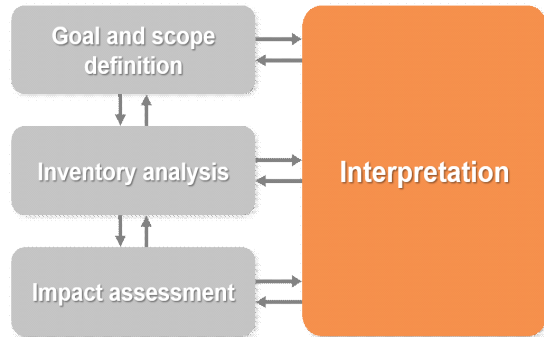 Goal and scope
definition
Inventory analysis
Interpretation
Impact assessment